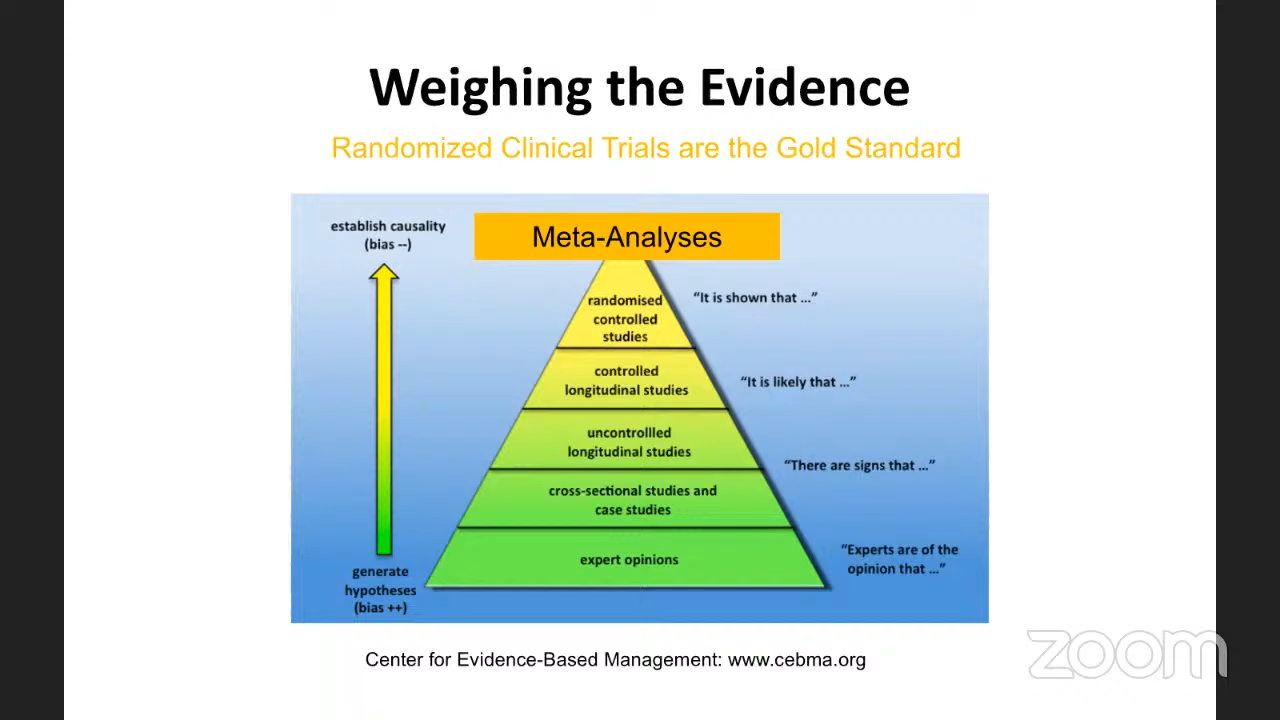 Weighing the Evidence
Randomized Clinical Trials are the Gold Standard
establish causality
(bias --)
Meta-Analyses
randomised
controlled
studies
"It is shown that ..."
controlled
longitudinal studies
"It is likely that ..."
uncontrollled
longitudinal studies
"There are signs that ..."
cross-sectional studies and
case studies
expert opinions
"Experts are of the
opinion that ..."
generate
hypotheses
(bias ++)
Center for Evidence-Based Management: www.cebma.org
zoom